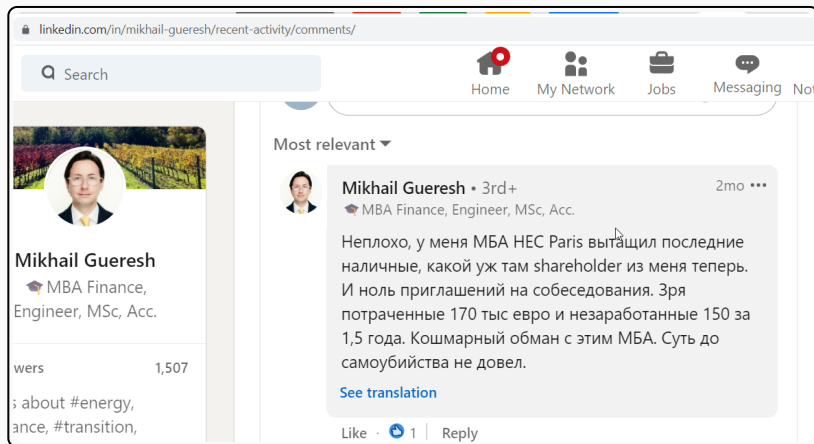 linkedin.com/in/mikhail-gueresh/recent-activity/comments/
Search
Home
My Network
Jobs
Messaging
Not
Most relevant
Mikhail Gueresh • 3rd+
2mo
MBA Finance, Engineer, MSc, Acc.
Неплохо, у меня МБА HEC Paris вытащил последние
наличные, какой уж там shareholder из меня теперь.
И ноль приглашений на собеседования. Зря
потраченные 170 тыс евро и незаработанные 150 за
1,5 года. Кошмарный обман с этим МБА. Суть до
самоубийства не довел.
See translation
Like · 1 | Reply
Mikhail Gueresh
MBA Finance,
Engineer, MSc, Acc.
wers 1,507
s about #energy,
ance, #transition,